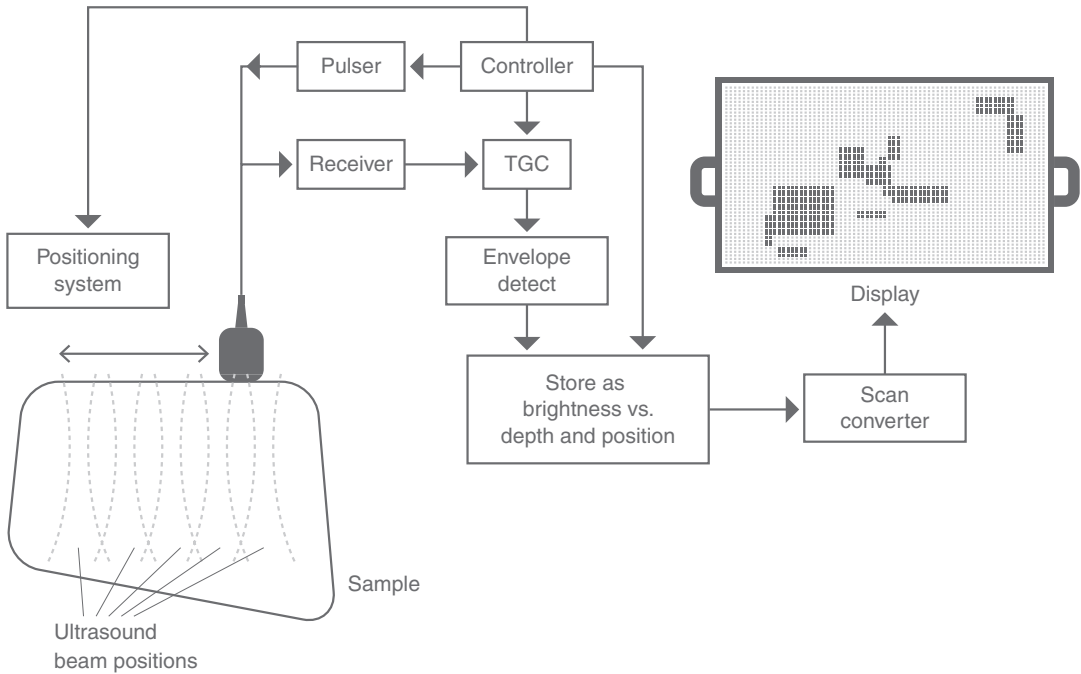 Pulser
Controller
Receiver
TGC
Positioning
system
Envelope
detect
Display
Store as
brightness vs.
depth and position
Scan
converter
Sample
Ultrasound
beam positions